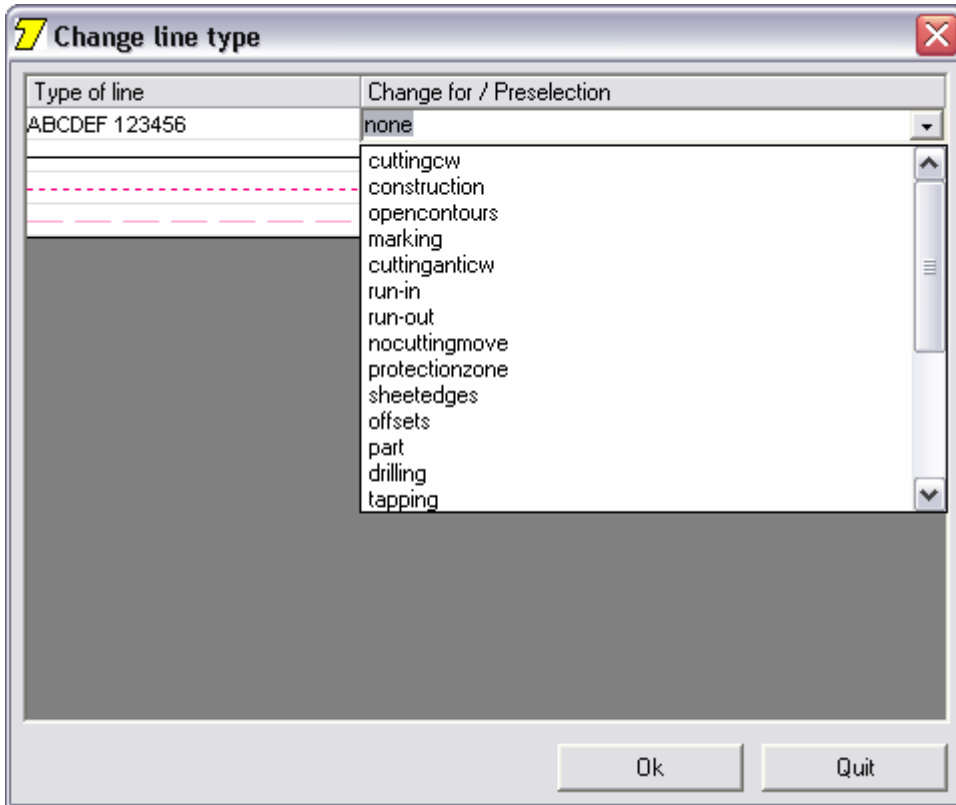 Change line type
Type of line Change for / Preselection
ABCDEF 123456 none
cuttingcw
construction
opencontours
marking
cuttinganticw
run-in
run-out
nocuttingmove
protectionzone
sheetedges
offsets
part
drilling
tapping
Ok Quit